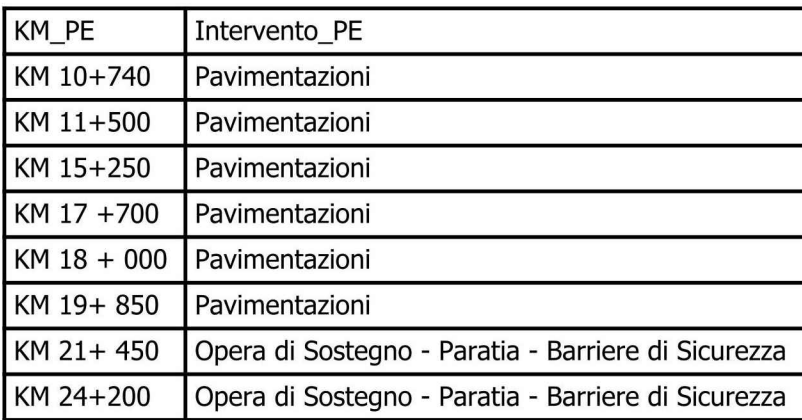 KM_PE Intervento_PE
KM 10+740 Pavimentazioni
KM 11+500 Pavimentazioni
KM 15+250 Pavimentazioni
KM 17 +700 Pavimentazioni
KM 18 + 000 Pavimentazioni
KM 19+ 850 Pavimentazioni
KM 21+ 450 Opera di Sostegno - Paratia - Barriere di Sicurezza
KM 24+200 Opera di Sostegno - Paratia - Barriere di Sicurezza